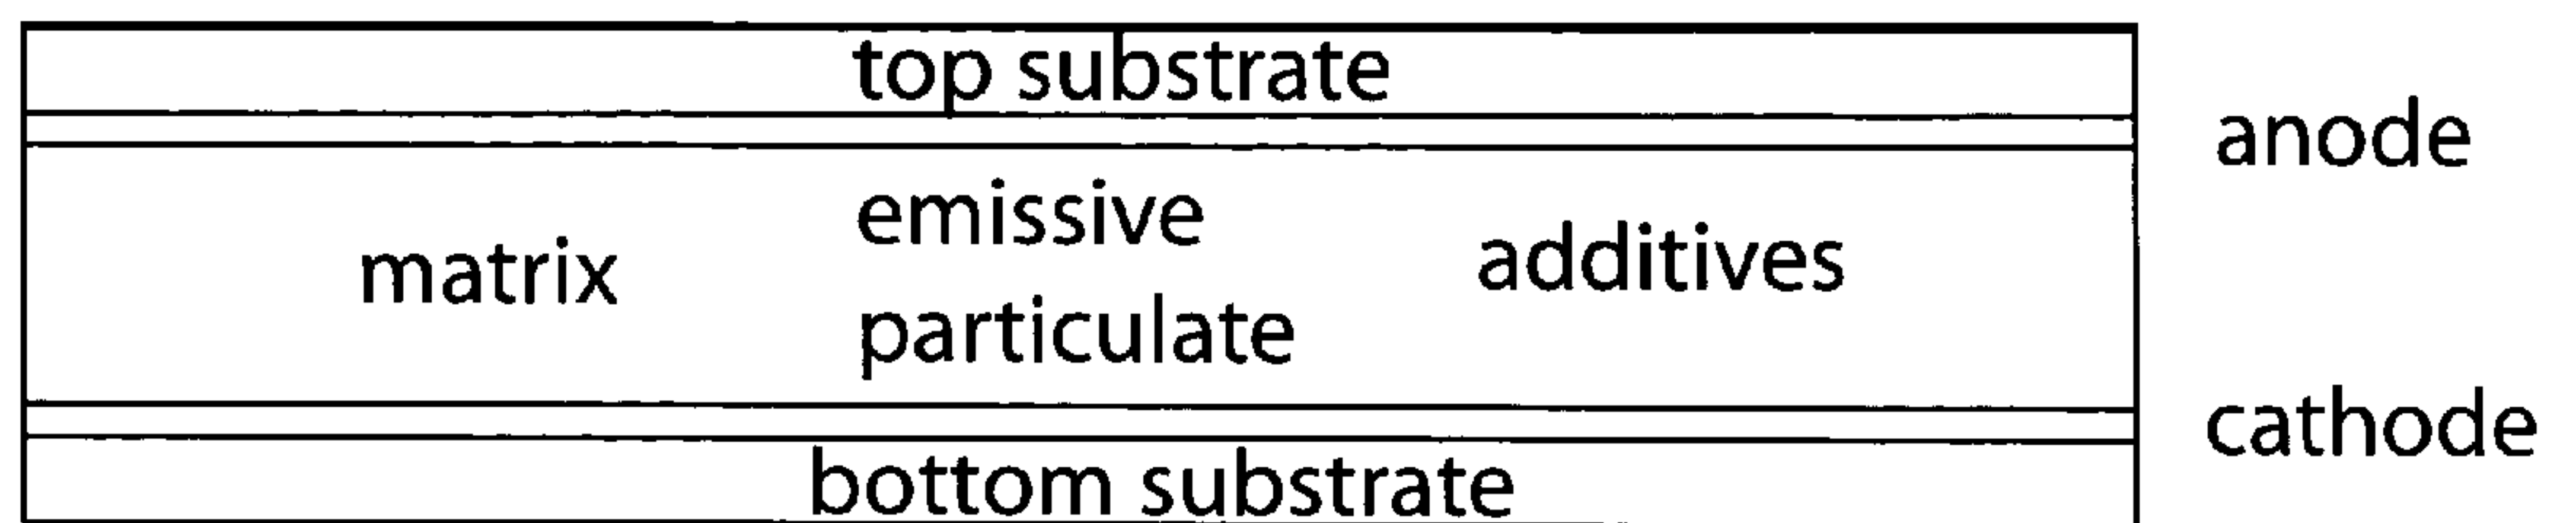 top substrate
anode
emissive
matrix
additives
particulate
cathode
bottom substrate